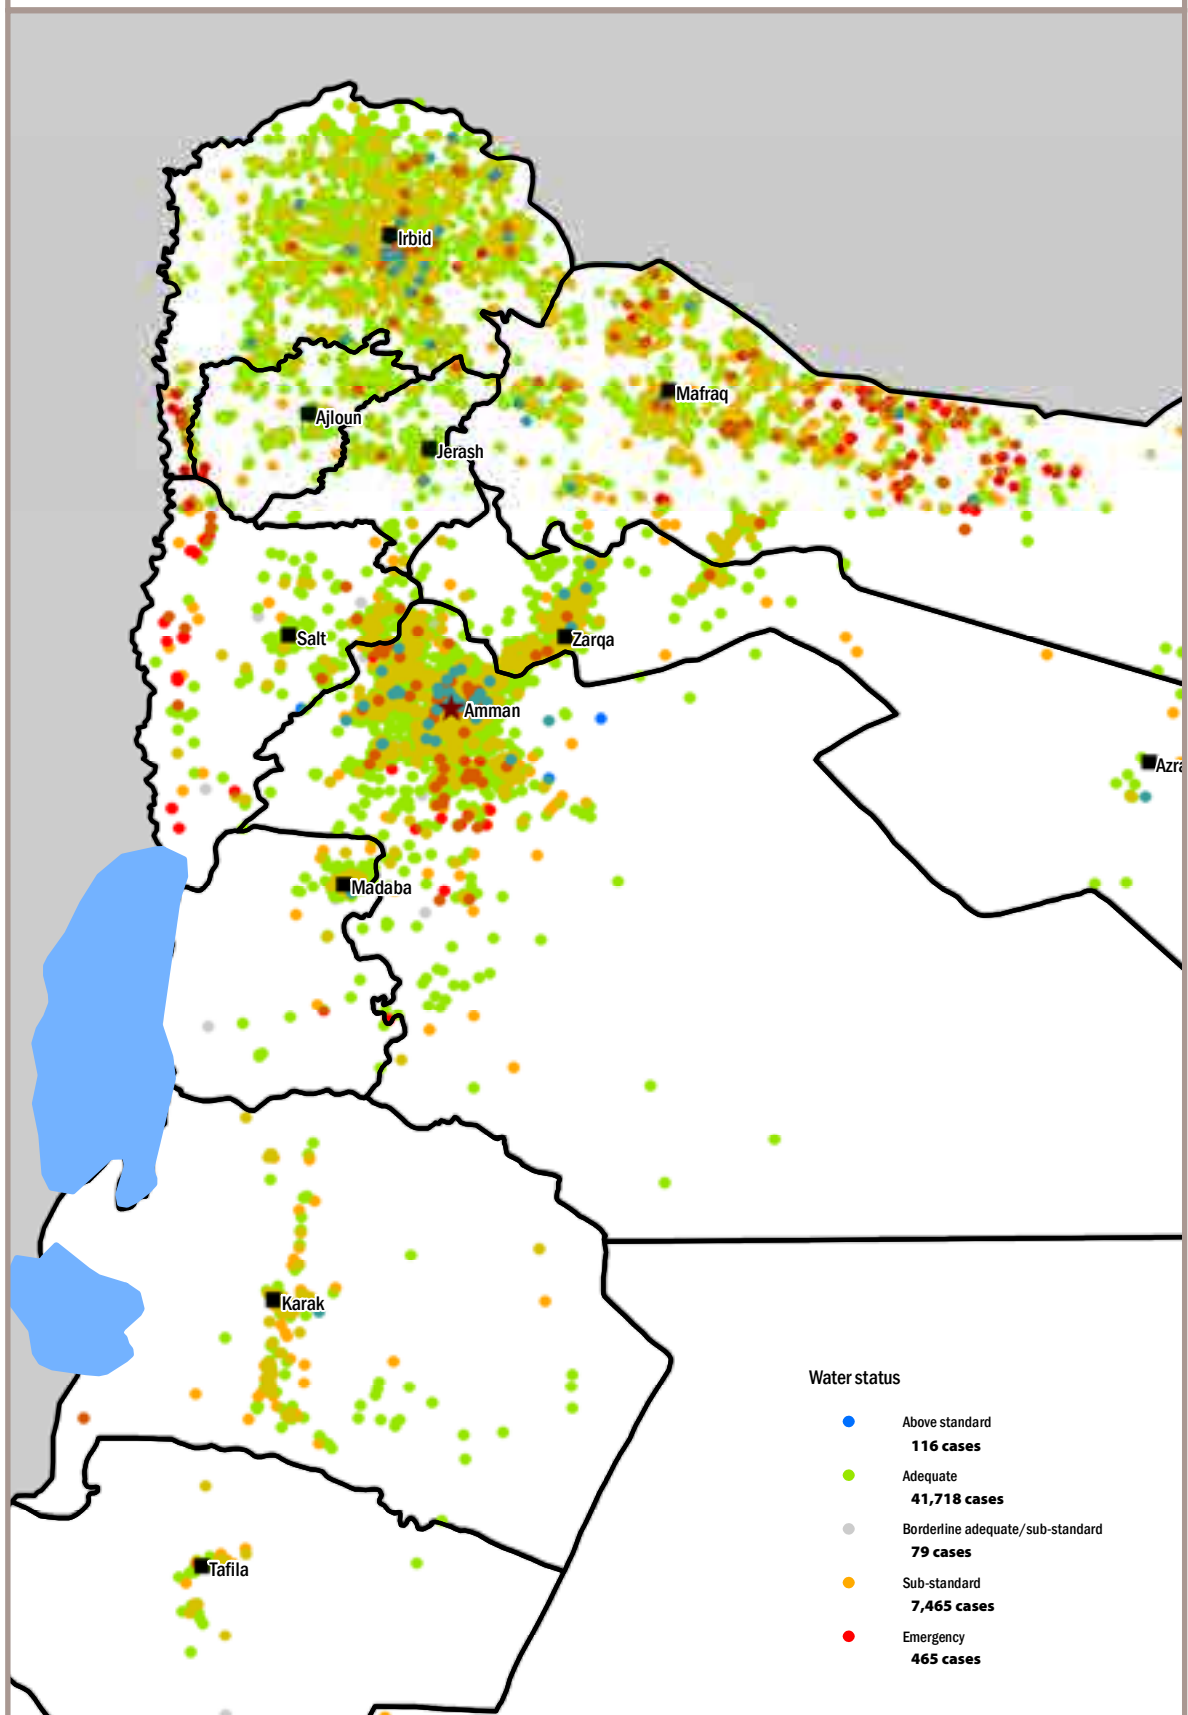 Irbid
Mafraq
Ajloun
Jerash
Salt
Zarqa
Amman
Azra
Madaba
Karak
Water status
Above standard
116 cases
Adequate
41,718 cases
Borderline adequate/sub-standard
79 cases
Sub-standard
7,465 cases
Emergency
465 cases
Tafila